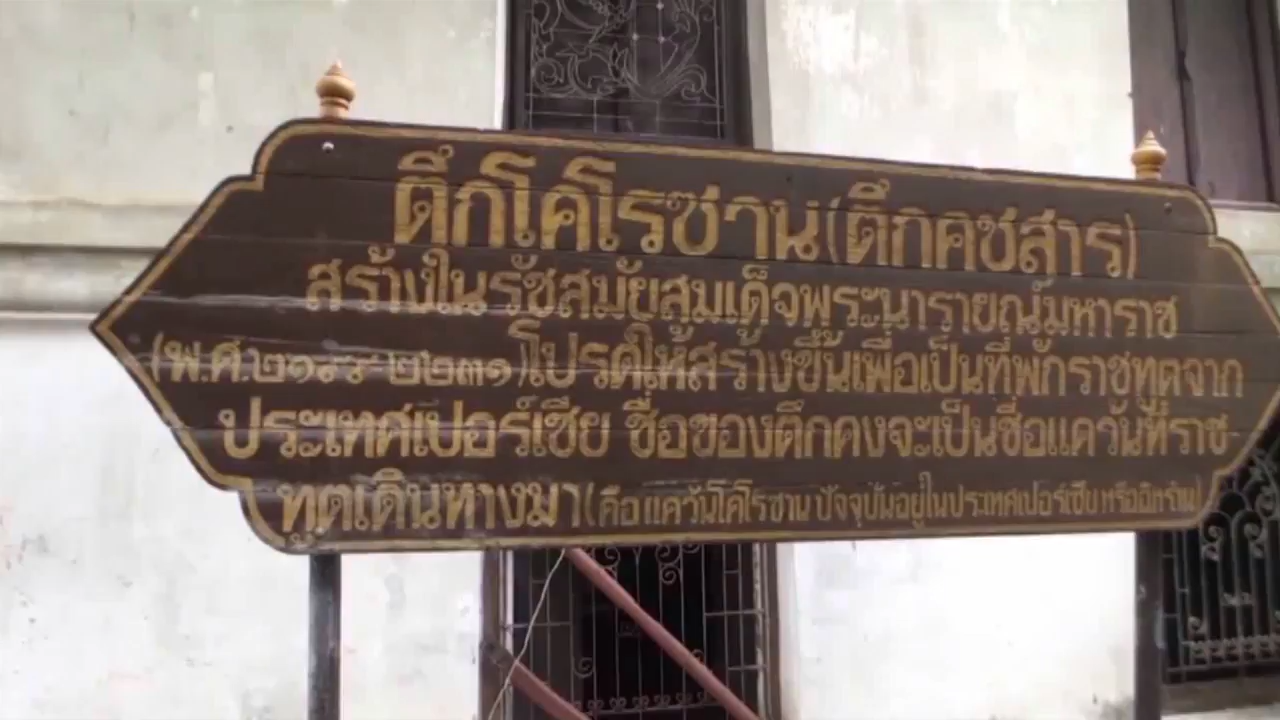 ตึกโคโรซาน(ตึกคชสาร)
สร้างในรัชสมัยสมเด็จพระนารายณ์มหาราช
(พ.ศ.๒๑๙๙-๒๒๓๑)โปรดให้สร้างขึ้นเพื่อเป็นที่พักราชทูตจาก
ประเทศเปอร์เซีย ชื่อของตึกคงจะเป็นชื่อแคว้นที่ราช-
ทูตเดินทางมา(คือแคว้นโคโรซาน ปัจจุบันอยู่ในประเทศเปอร์เซีย หรืออิหร่าน)